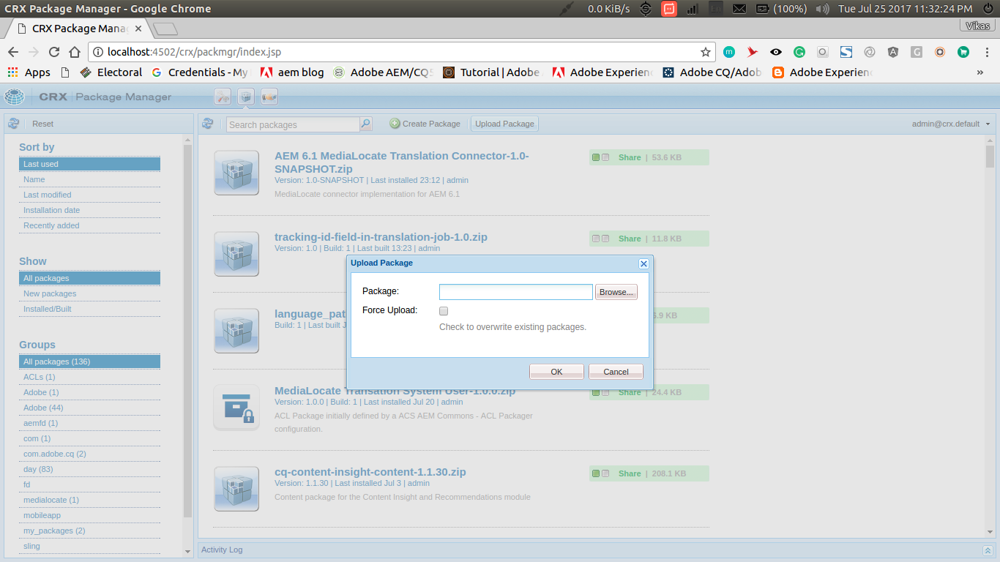 CRX Package Manager - Google Chrome
0.0 KiB/s
En
(100%)
Tue Jul 25 2017 11:32:24 PM
CRX Package Mana
Vikas
localhost:4502/crx/packmgr/index.jsp
Apps
Electoral
Credentials - My
aem blog
Adobe AEM/CQ5
Tutorial | Adobe
Adobe Experienc
Adobe CQ/Adob
Adobe Experienc
»
CRX Package Manager
Reset
Search packages
Create Package
Upload Package
admin@crx.default
Sort by
Last used
Name
Last modified
Installation date
Recently added
Show
All packages
New packages
Installed/Built
Groups
All packages (136)
ACLs (1)
Adobe (1)
Adobe (44)
aemfd (1)
com (1)
com.adobe.cq (2)
day (83)
fd
medialocate (1)
mobileapp
my_packages (2)
sling
AEM 6.1 MediaLocate Translation Connector-1.0-
SNAPSHOT.zip
Version: 1.0-SNAPSHOT | Last installed 23:12 | admin
MediaLocate connector implementation for AEM 6.1
Share | 53.6 KB
tracking-id-field-in-translation-job-1.0.zip
Version: 1.0 | Build: 1 | Last built 13:23 | admin
Share | 11.8 KB
language_pat
Build: 1 | Last built J
.9 KB
Upload Package
Package:
Browse...
Force Upload:
Check to overwrite existing packages.
OK
Cancel
MediaLocate Transation System User-1.0.0.zip
Version: 1.0.0 | Build: 1 | Last installed Jul 20 | admin
ACL Package initially defined by a ACS AEM Commons - ACL Packager
configuration.
Share | 24.4 KB
cq-content-insight-content-1.1.30.zip
Version: 1.1.30 | Last installed Jul 3 | admin
Content package for the Content Insight and Recommendations module
Share | 208.1 KB
Activity Log